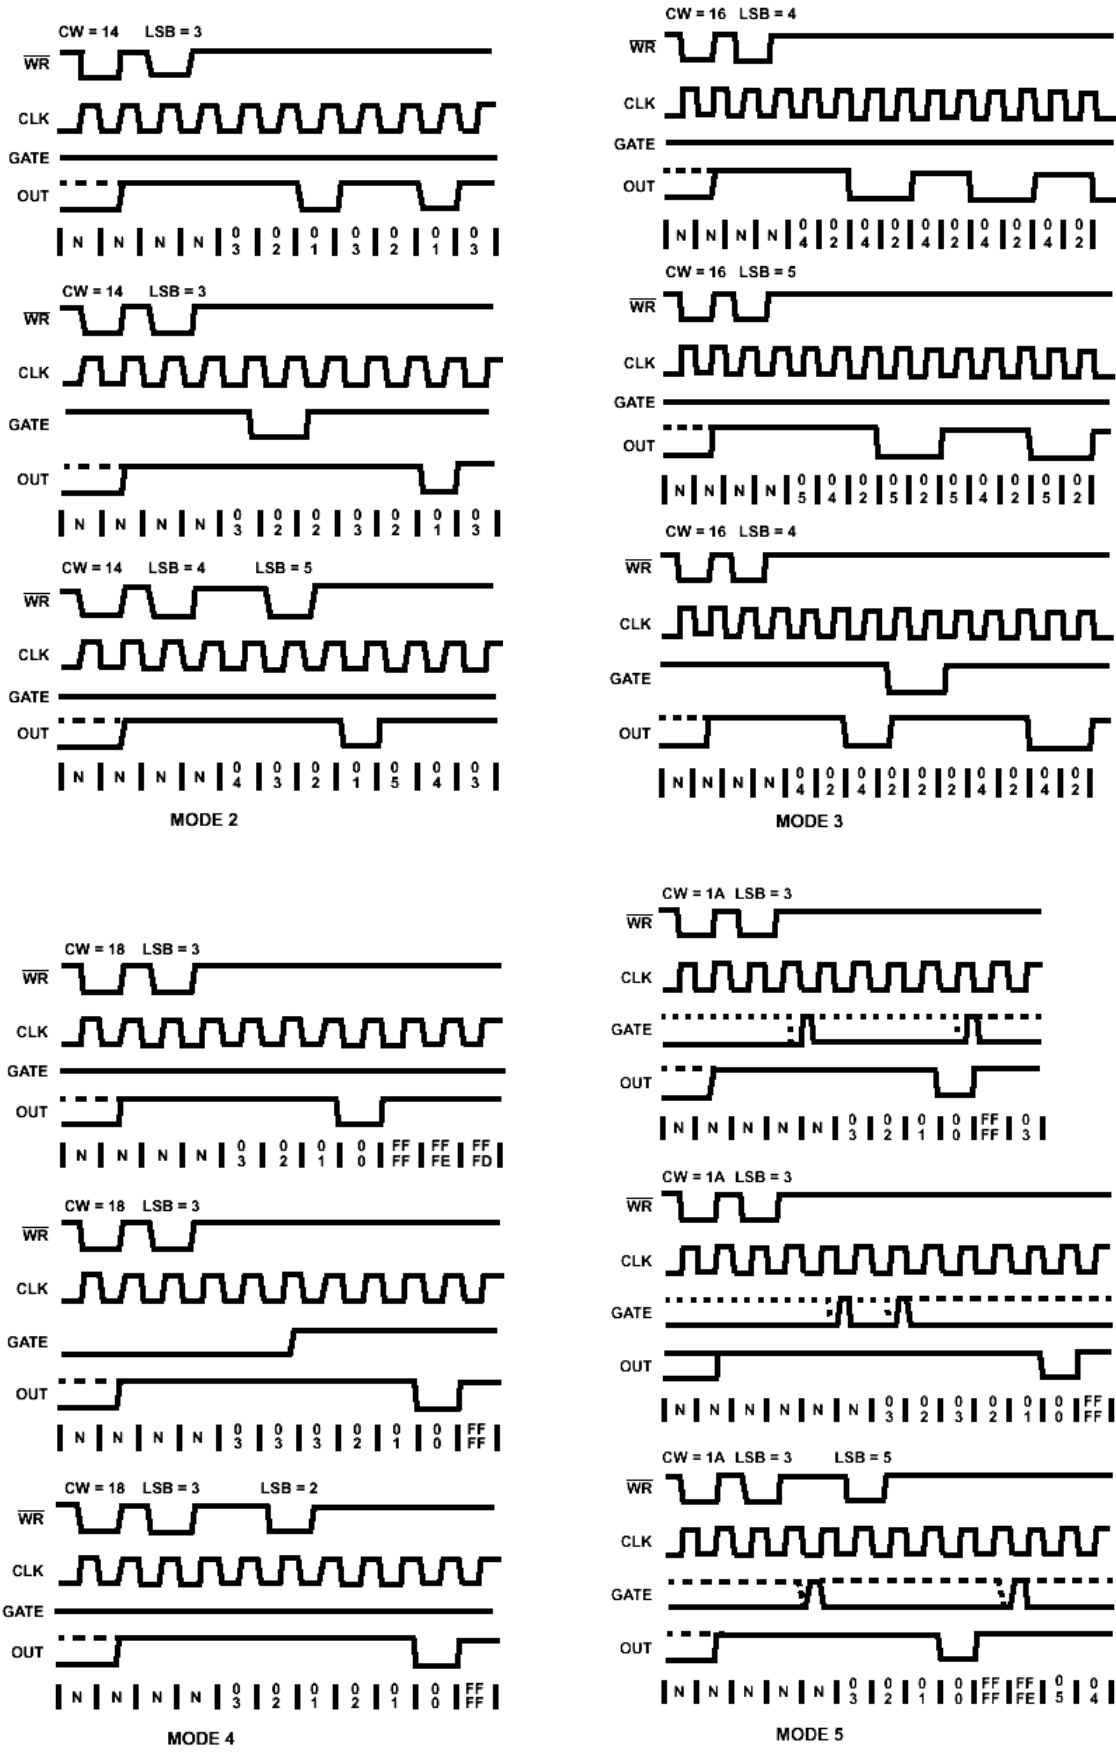 CW = 14 LSB = 3
WR
CLK
GATE
OUT
N N N N 0 3 0 2 0 1 0 3 0 2 0 1 0 3
CW = 14 LSB = 3
WR
CLK
GATE
OUT
N N N N 0 3 0 2 0 2 0 3 0 2 0 1 0 3
CW = 14 LSB = 4 LSB = 5
WR
CLK
GATE
OUT
N N N N 0 4 0 3 0 2 0 1 0 5 0 4 0 3
MODE 2
CW = 16 LSB = 4
WR
CLK
GATE
OUT
N N N N 0 4 0 2 0 4 0 2 0 4 0 2 0 4 0 2 0 4 0 2
CW = 16 LSB = 5
WR
CLK
GATE
OUT
N N N N 0 5 0 4 0 2 0 5 0 2 0 5 0 4 0 2 0 5 0 2
CW = 16 LSB = 4
WR
CLK
GATE
OUT
N N N N 0 4 0 2 0 4 0 2 0 2 0 2 0 4 0 2 0 4 0 2
MODE 3
CW = 18 LSB = 3
WR
CLK
GATE
OUT
N N N N 0 3 0 2 0 1 0 0 FF FF FF FE FF FD
CW = 18 LSB = 3
WR
CLK
GATE
OUT
N N N N 0 3 0 3 0 3 0 2 0 1 0 0 FF FF
CW = 18 LSB = 3 LSB = 2
WR
CLK
GATE
OUT
N N N N 0 3 0 2 0 1 0 2 0 1 0 0 FF FF
MODE 4
CW = 1A LSB = 3
WR
CLK
GATE
OUT
N N N N N 0 3 0 2 0 1 0 0 FF FF 0 3
CW = 1A LSB = 3
WR
CLK
GATE
OUT
N N N N N N 0 3 0 2 0 3 0 2 0 1 0 0 FF FF
CW = 1A LSB = 3 LSB = 5
WR
CLK
GATE
OUT
N N N N N 0 3 0 2 0 1 0 0 FF FF FF FE 0 5 0 4
MODE 5